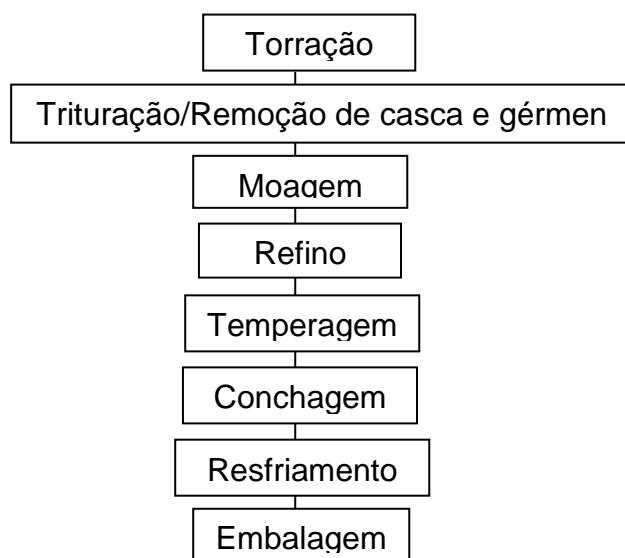 Torração
Trituração/Remoção de casca e gérmen
Moagem
Refino
Temperagem
Conchagem
Resfriamento
Embalagem